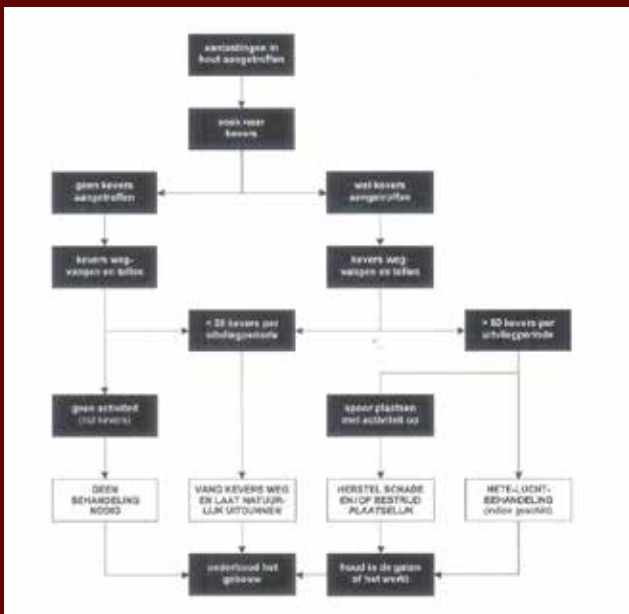 aantastingen in
hout aangetroffen
zoek naar
kevers
geen kevers
aangetroffen
wel kevers
aangetroffen
kevers weg-
vangen en tellen
kevers weg-
vangen en tellen
kevers per
uitvliegperiode
kevers per
uitvliegperiode
geen activiteit
(nul kevers)
spoor plaatsen
met activiteit op
GEEN
BEHANDELING
NODIG
VANG KEVERS WEG
EN LAAT NATUUR-
LIJK UITDUNNEN
HERSTEL SCHADE
EN/OF BESTRIJD
PLAATSELIJK
HETE-LUCHT-
BEHANDELING
(indien geschikt)
onderhoud het
gebouw
houd in de gaten
of het werkt